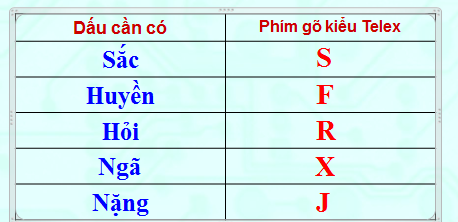 Dấu cần có Phím gõ kiểu Telex
Sắc S
Huyền F
Hỏi R
Ngã X
Nặng J